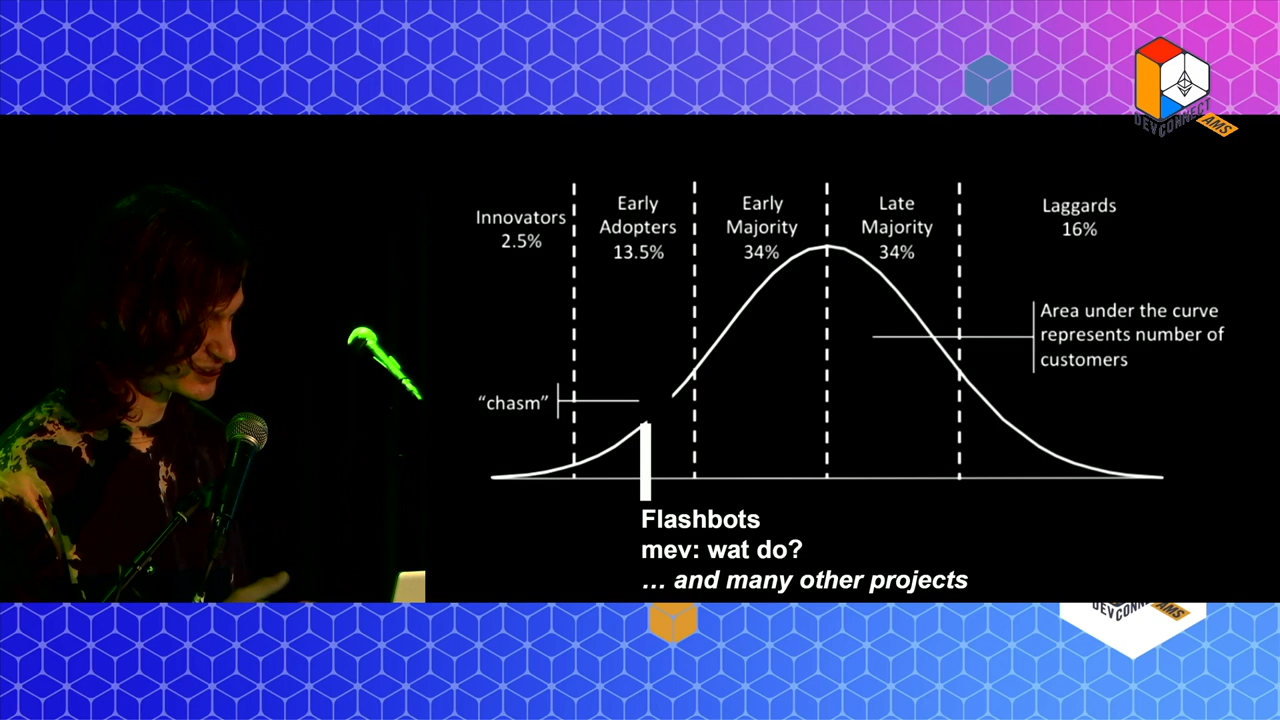 DEVCONNECT
AMS
Innovators
2.5%
Early
Adopters
13.5%
Early
Majority
34%
Late
Majority
34%
Laggards
16%
Area under the curve
represents number of
customers
“chasm”
Flashbots
mev: wat do?
… and many other projects
AMS